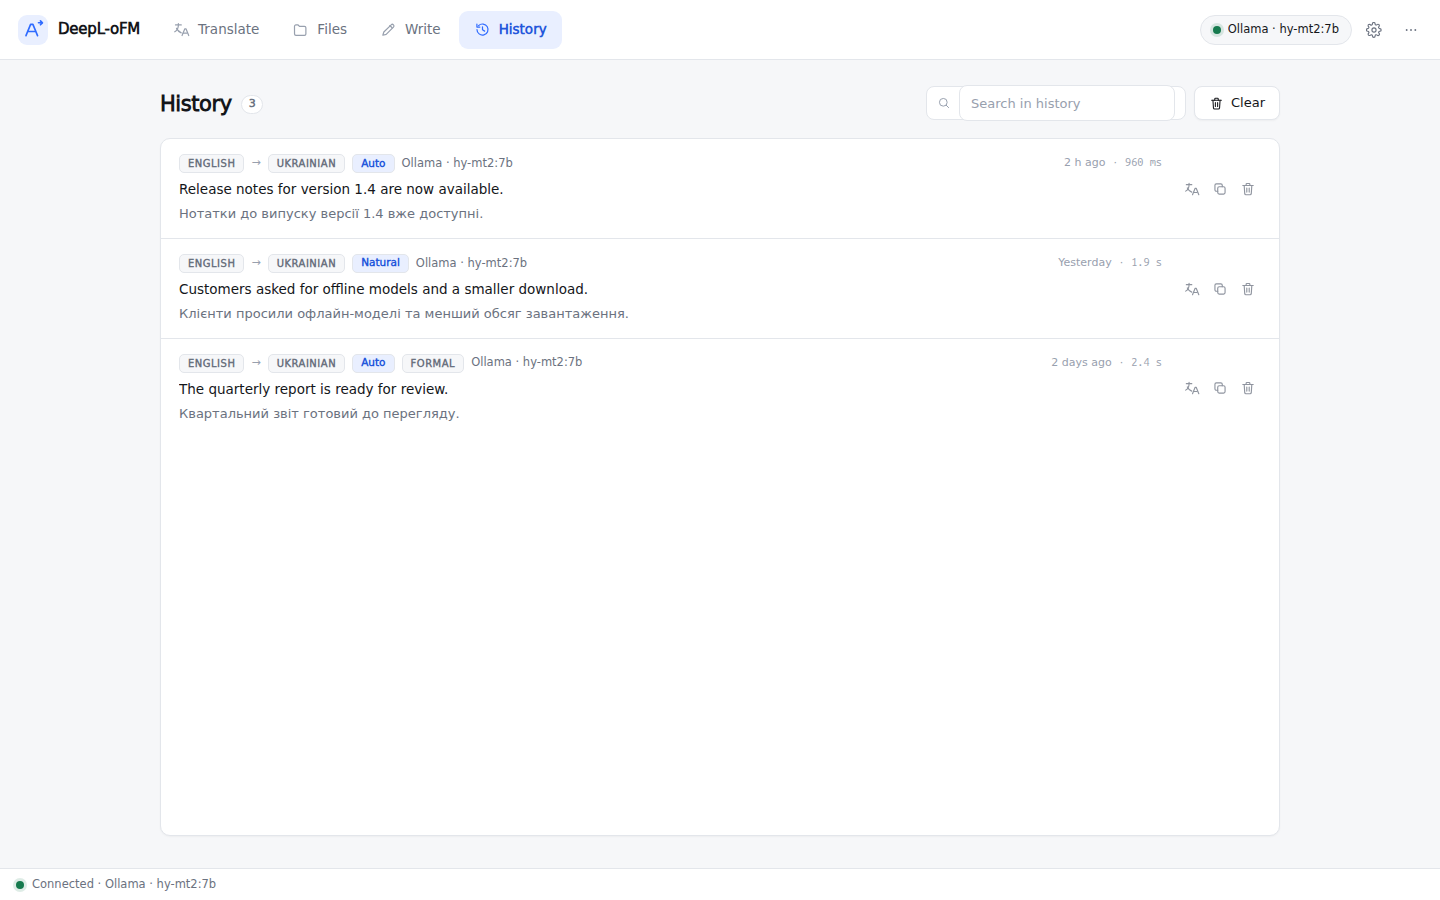 DeepL-oFM
Translate
Files
Write
History
Ollama · hy-mt2:7b
History 3
Search in history
Clear
ENGLISH → UKRAINIAN Auto Ollama · hy-mt2:7b 2 h ago · 960 ms
Release notes for version 1.4 are now available.
Нотатки до випуску версії 1.4 вже доступні.
ENGLISH → UKRAINIAN Natural Ollama · hy-mt2:7b Yesterday · 1.9 s
Customers asked for offline models and a smaller download.
Клієнти просили офлайн-моделі та менший обсяг завантаження.
ENGLISH → UKRAINIAN Auto FORMAL Ollama · hy-mt2:7b 2 days ago · 2.4 s
The quarterly report is ready for review.
Квартальний звіт готовий до перегляду.
Connected · Ollama · hy-mt2:7b